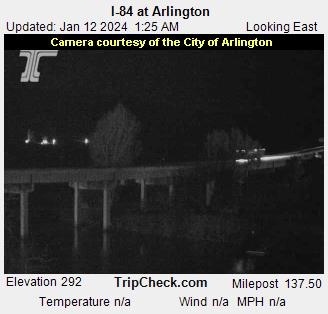 I-84 at Arlington
Updated: Jan 12 2024 1:25 AM Looking East
Camera courtesy of the City of Arlington
Elevation 292 TripCheck.com Milepost 137.50
Temperature n/a Wind n/a MPH n/a